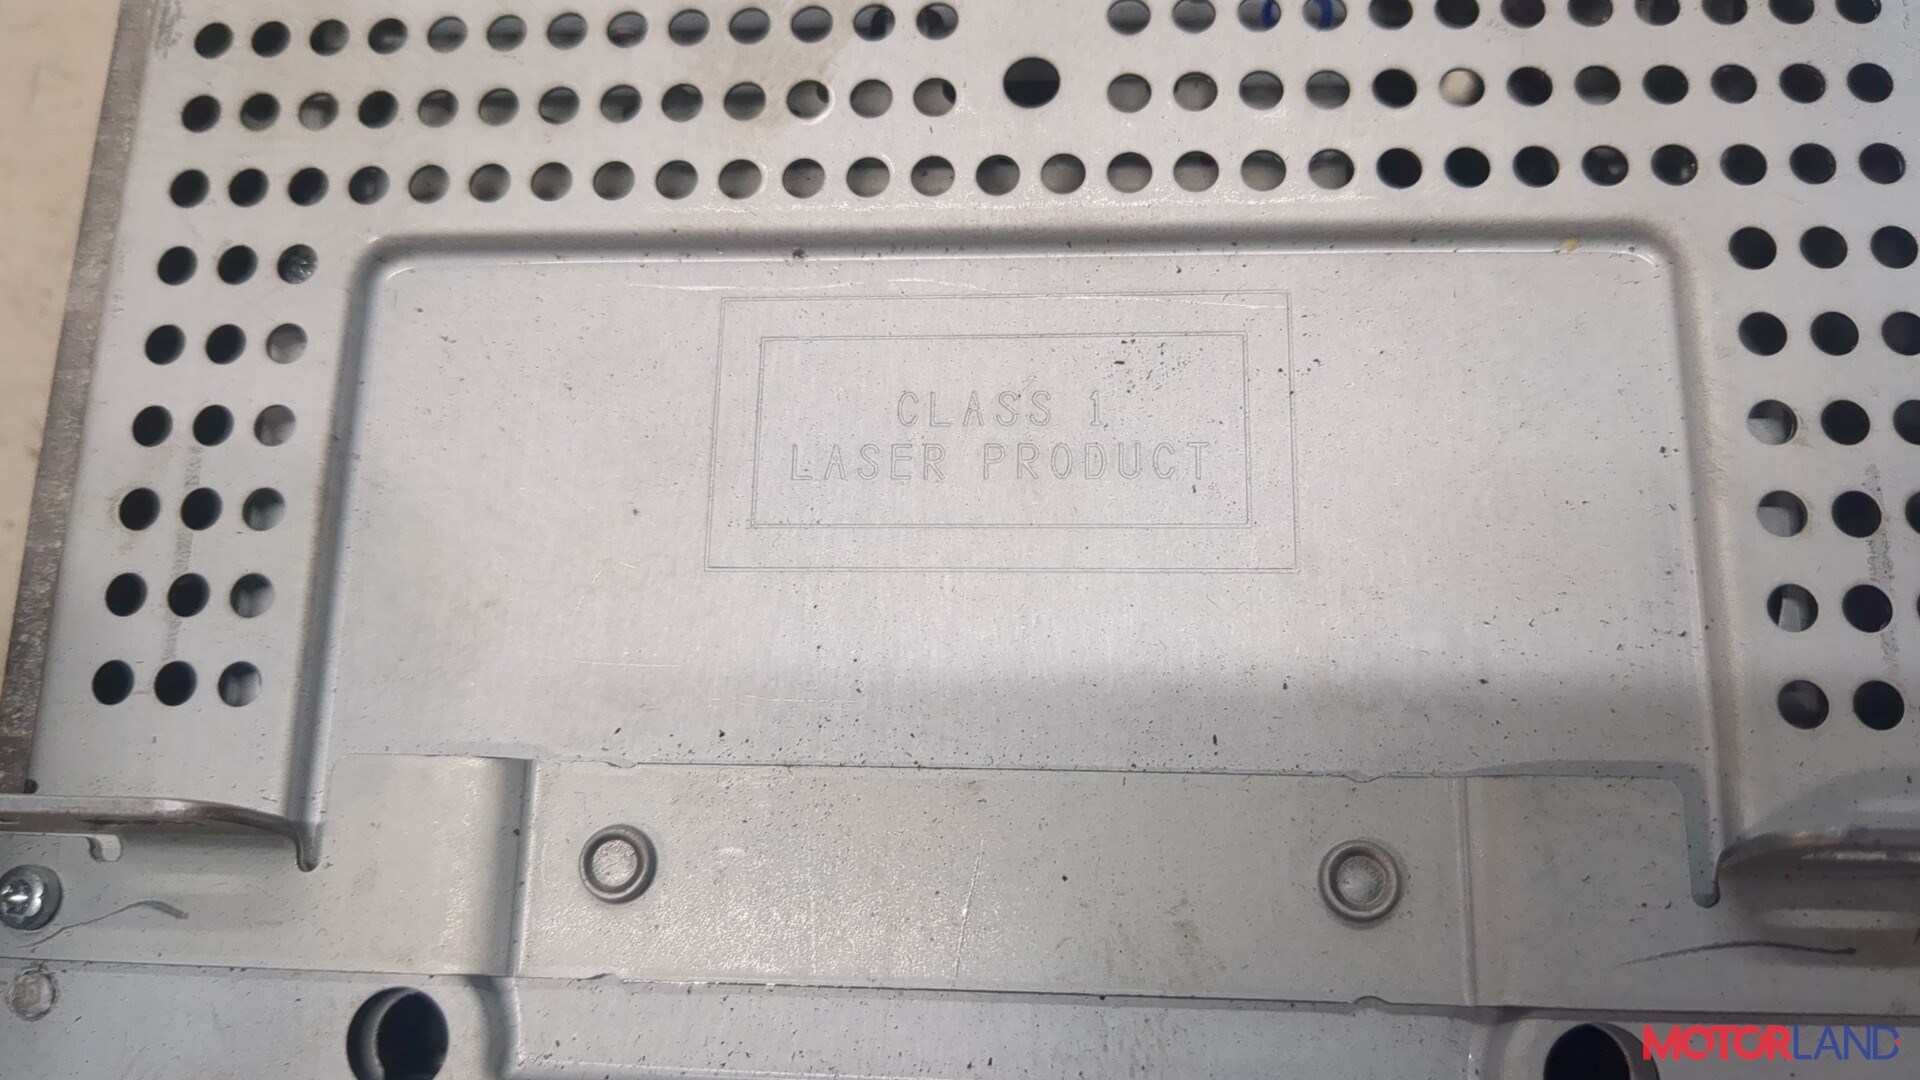 CLASS 1
LASER PRODUCT
MOTORLAND